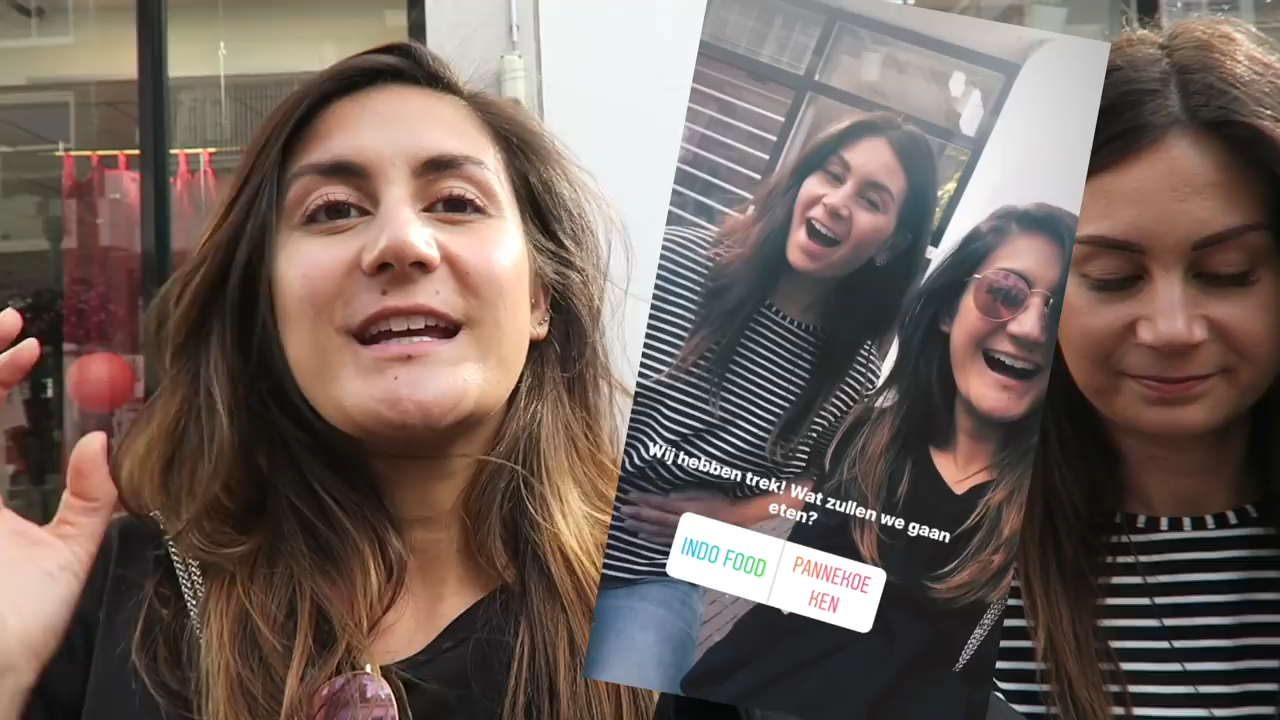 Wij hebben trek! Wat zullen we gaan
eten?
INDO FOOD
PANNEKOE
KEN